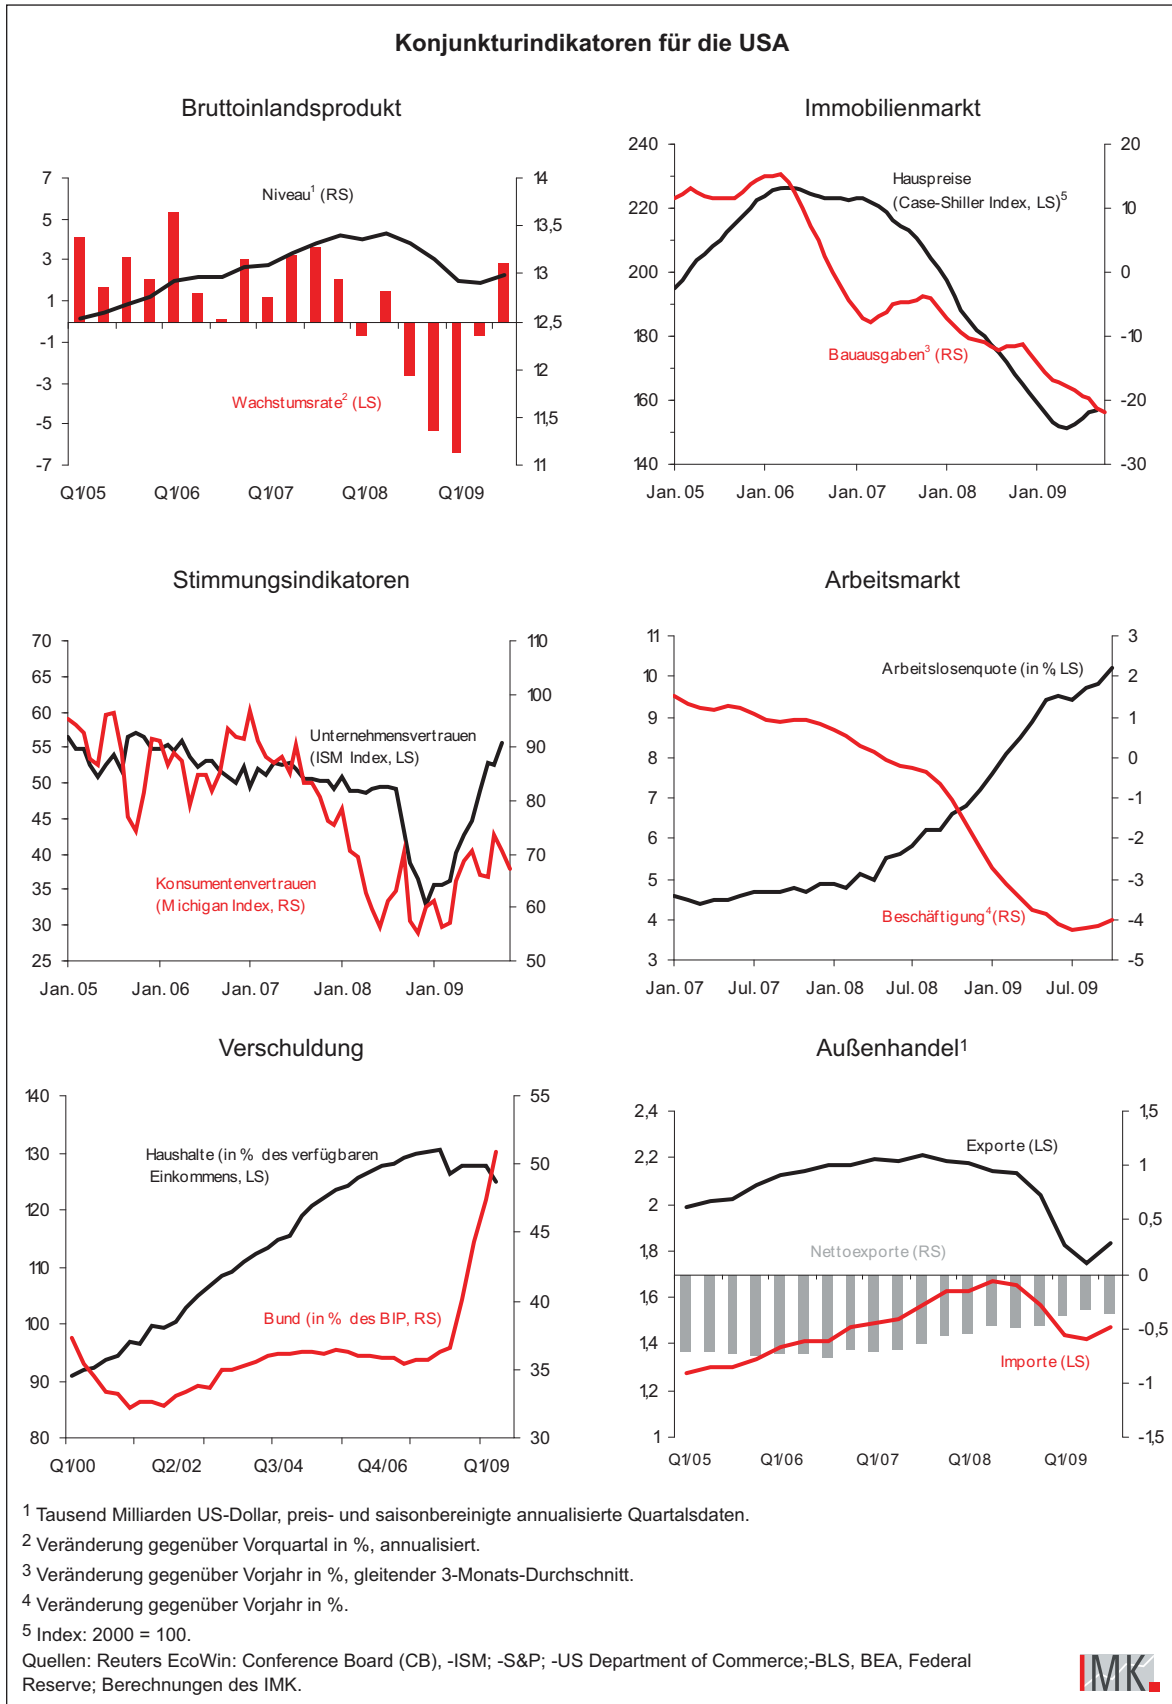 Konjunkturindikatoren für die USA
Bruttoinlandsprodukt
7
5
3
1
-1
-3
-5
-7
14
13,5
13
12,5
12
11,5
11
Niveau¹ (RS)
Wachstumsrate² (LS)
Q1/05
Q1/06
Q1/07
Q1/08
Q1/09
Immobilienmarkt
240
220
200
180
160
140
20
10
0
-10
-20
-30
Hauspreise
(Case-Shiller Index, LS)⁵
Bauausgaben³ (RS)
Jan. 05
Jan. 06
Jan. 07
Jan. 08
Jan. 09
Stimmungsindikatoren
70
65
60
55
50
45
40
35
30
25
110
100
90
80
70
60
50
Unternehmensvertrauen
(ISM Index, LS)
Konsumentenvertrauen
(Michigan Index, RS)
Jan. 05
Jan. 06
Jan. 07
Jan. 08
Jan. 09
Arbeitsmarkt
11
10
9
8
7
6
5
4
3
3
2
1
0
-1
-2
-3
-4
-5
Arbeitslosenquote (in %, LS)
Beschäftigung⁴ (RS)
Jan. 07
Jul. 07
Jan. 08
Jul. 08
Jan. 09
Jul. 09
Verschuldung
140
130
120
110
100
90
80
55
50
45
40
35
30
Haushalte (in % des verfügbaren
Einkommens, LS)
Bund (in % des BIP, RS)
Q1/00
Q2/02
Q3/04
Q4/06
Q1/09
Außenhandel¹
2,4
2,2
2
1,8
1,6
1,4
1,2
1
1,5
1
0,5
0
-0,5
-1
-1,5
Exporte (LS)
Nettoexporte (RS)
Importe (LS)
Q1/05
Q1/06
Q1/07
Q1/08
Q1/09
¹ Tausend Milliarden US-Dollar, preis- und saisonbereinigte annualisierte Quartalsdaten.
² Veränderung gegenüber Vorquartal in %, annualisiert.
³ Veränderung gegenüber Vorjahr in %, gleitender 3-Monats-Durchschnitt.
⁴ Veränderung gegenüber Vorjahr in %.
⁵ Index: 2000 = 100.
Quellen: Reuters EcoWin: Conference Board (CB), -ISM; -S&P; -US Department of Commerce;-BLS, BEA, Federal
Reserve; Berechnungen des IMK.
IMK